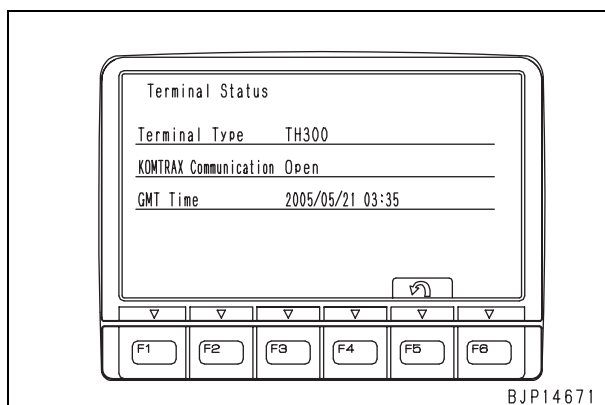 Terminal Status
Terminal Type TH300
KOMTRAX Communication Open
GMT Time 2005/05/21 03:35
F1 F2 F3 F4 F5 F6
BJP14671